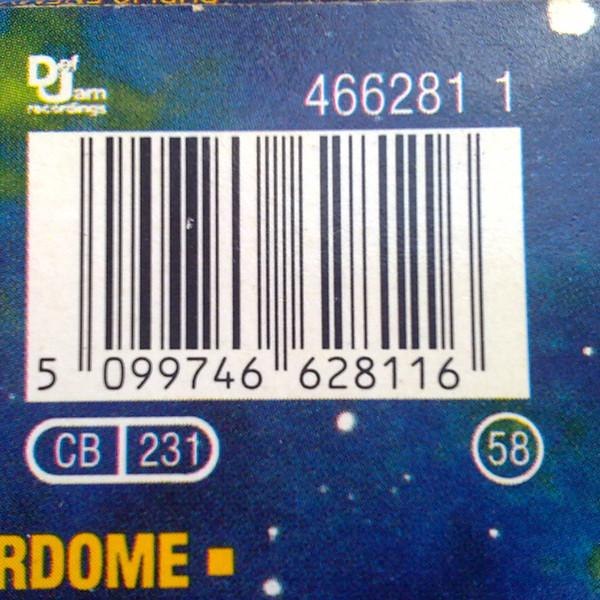 Def
Jam
recordings
466281 1
5 099746 628116
CB 231
58
RDOME ■